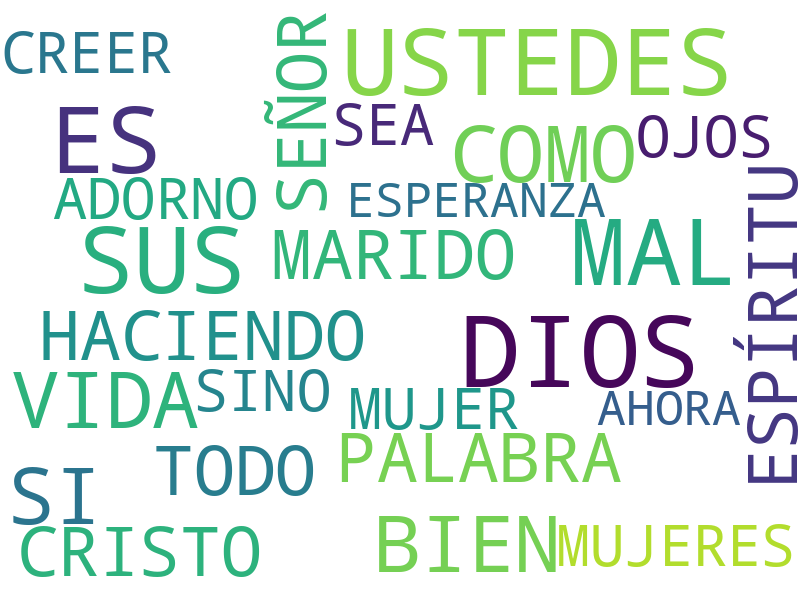 CREER
SEÑOR
USTEDES
ES
SEA
COMO
OJOS
ADORNO
ESPERANZA
ESPÍRITU
SUS
MARIDO
MAL
HACIENDO
DIOS
VIDA
SINO
MUJER
AHORA
SI
TODO
PALABRA
CRISTO
BIEN
MUJERES